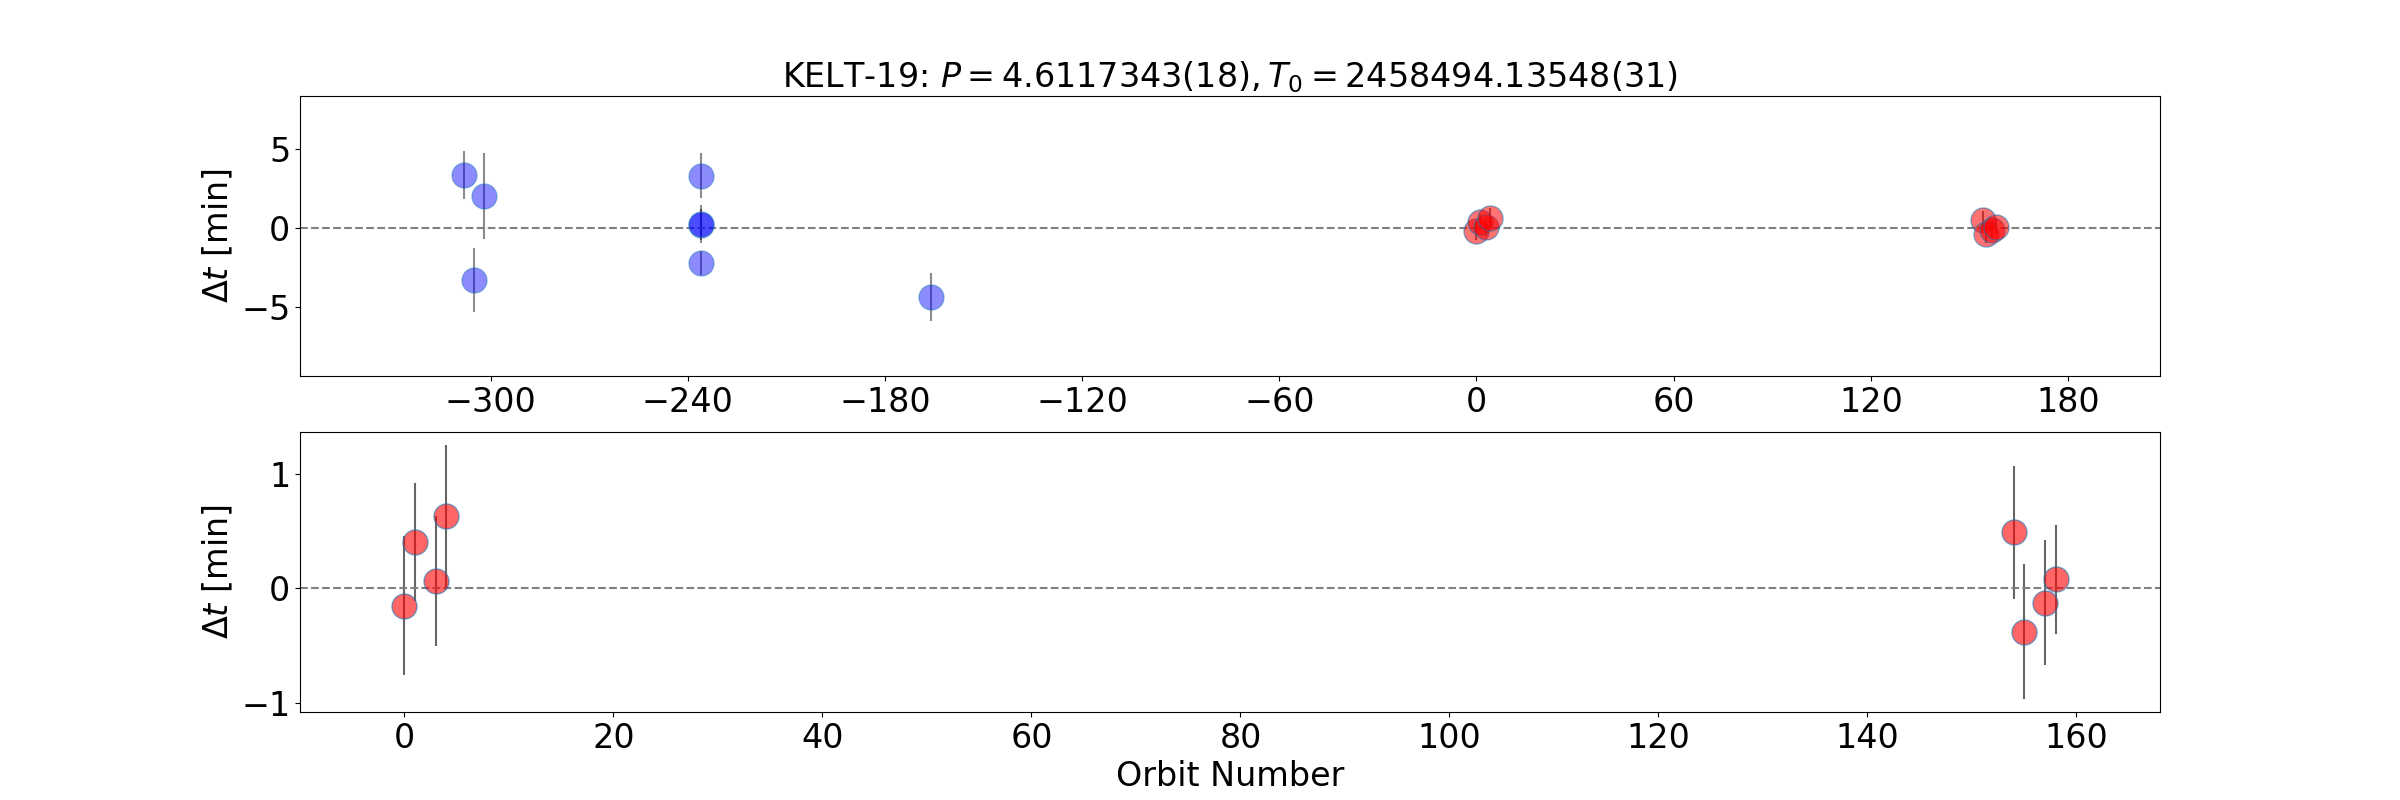 KELT-19: P = 4.6117343(18), T₀ = 2458494.13548(31)
Δt [min]
5
0
−5
−300 −240 −180 −120 −60 0 60 120 180
Δt [min]
1
0
−1
0 20 40 60 80 100 120 140 160
Orbit Number